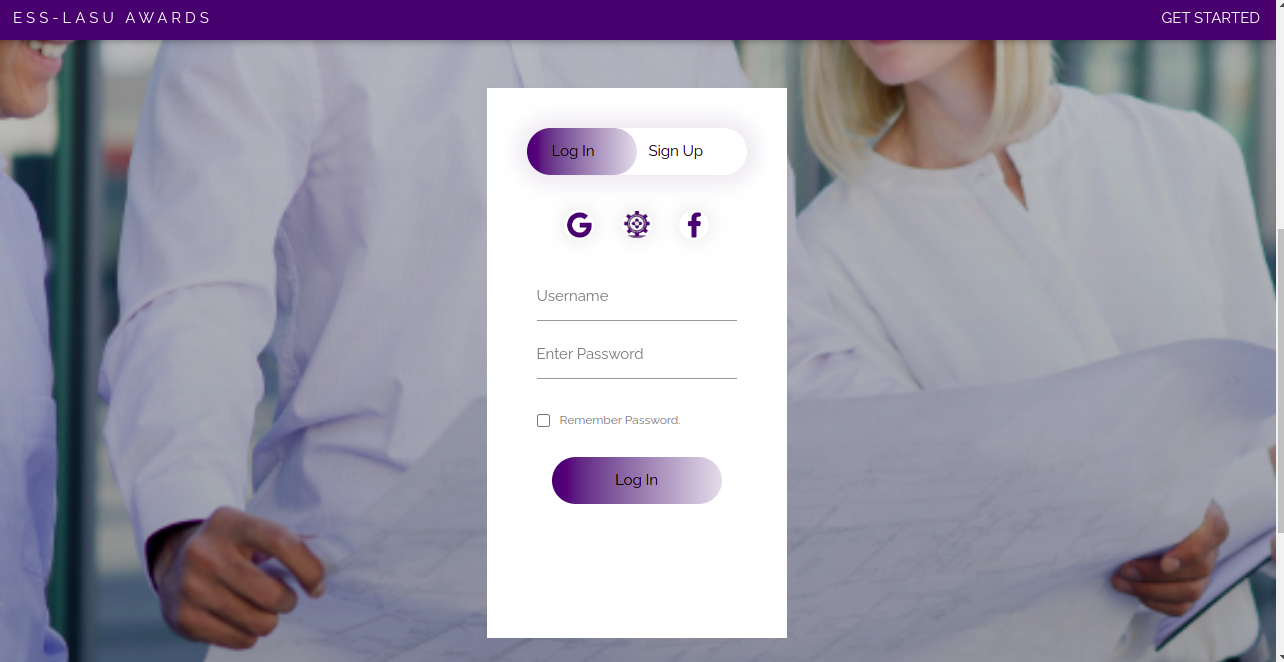 ESS-LASU AWARDS
GET STARTED
Log In
Sign Up
Username
Enter Password
Remember Password.
Log In